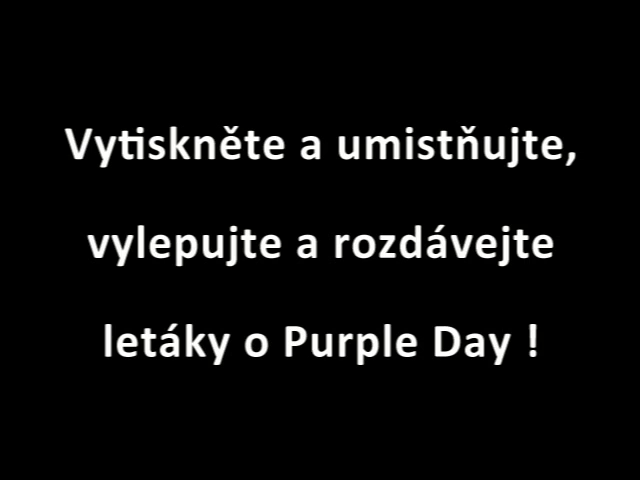 Vytiskněte a umistňujte,
vylepujte a rozdávejte
letáky o Purple Day !